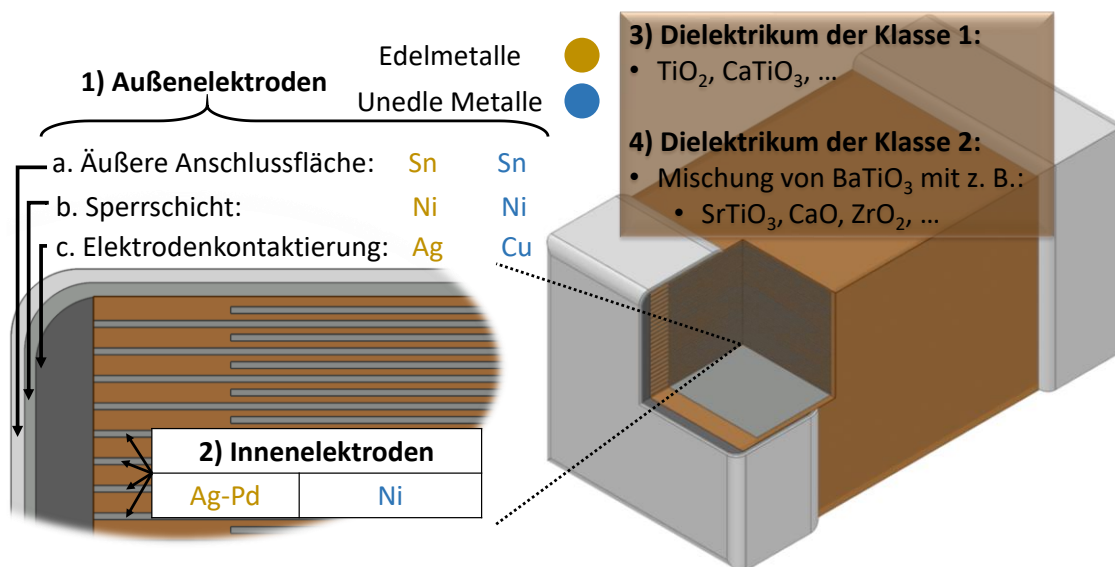 Edelmetalle
1) Außenelektroden
Unedle Metalle
a. Äußere Anschlussfläche: Sn Sn
b. Sperrschicht: Ni Ni
c. Elektrodenkontaktierung: Ag Cu
2) Innenelektroden
Ag-Pd Ni
3) Dielektrikum der Klasse 1:
• TiO₂, CaTiO₃, ...
4) Dielektrikum der Klasse 2:
• Mischung von BaTiO₃ mit z. B.:
• SrTiO₃, CaO, ZrO₂, ...